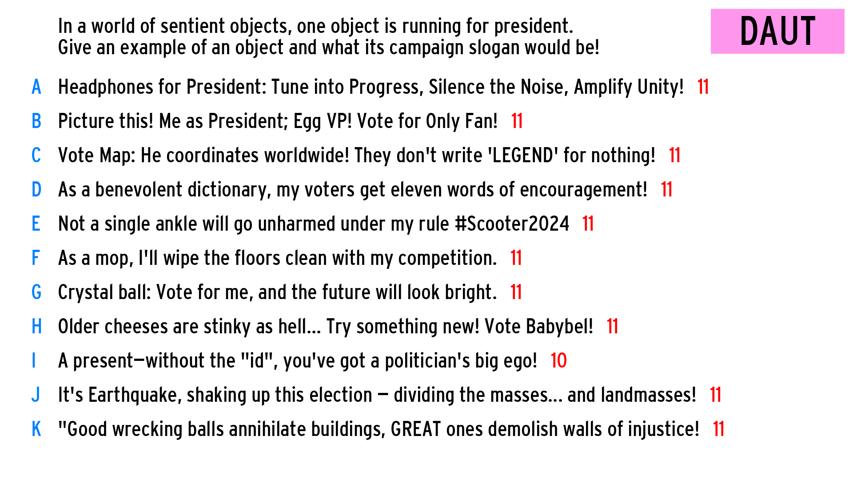 In a world of sentient objects, one object is running for president.
Give an example of an object and what its campaign slogan would be!
DAUT
A Headphones for President: Tune into Progress, Silence the Noise, Amplify Unity! 11
B Picture this! Me as President; Egg VP! Vote for Only Fan! 11
C Vote Map: He coordinates worldwide! They don't write 'LEGEND' for nothing! 11
D As a benevolent dictionary, my voters get eleven words of encouragement! 11
E Not a single ankle will go unharmed under my rule #Scooter2024 11
F As a mop, I'll wipe the floors clean with my competition. 11
G Crystal ball: Vote for me, and the future will look bright. 11
H Older cheeses are stinky as hell... Try something new! Vote Babybel! 11
I A present—without the "id", you've got a politician's big ego! 10
J It's Earthquake, shaking up this election – dividing the masses... and landmasses! 11
K "Good wrecking balls annihilate buildings, GREAT ones demolish walls of injustice! 11